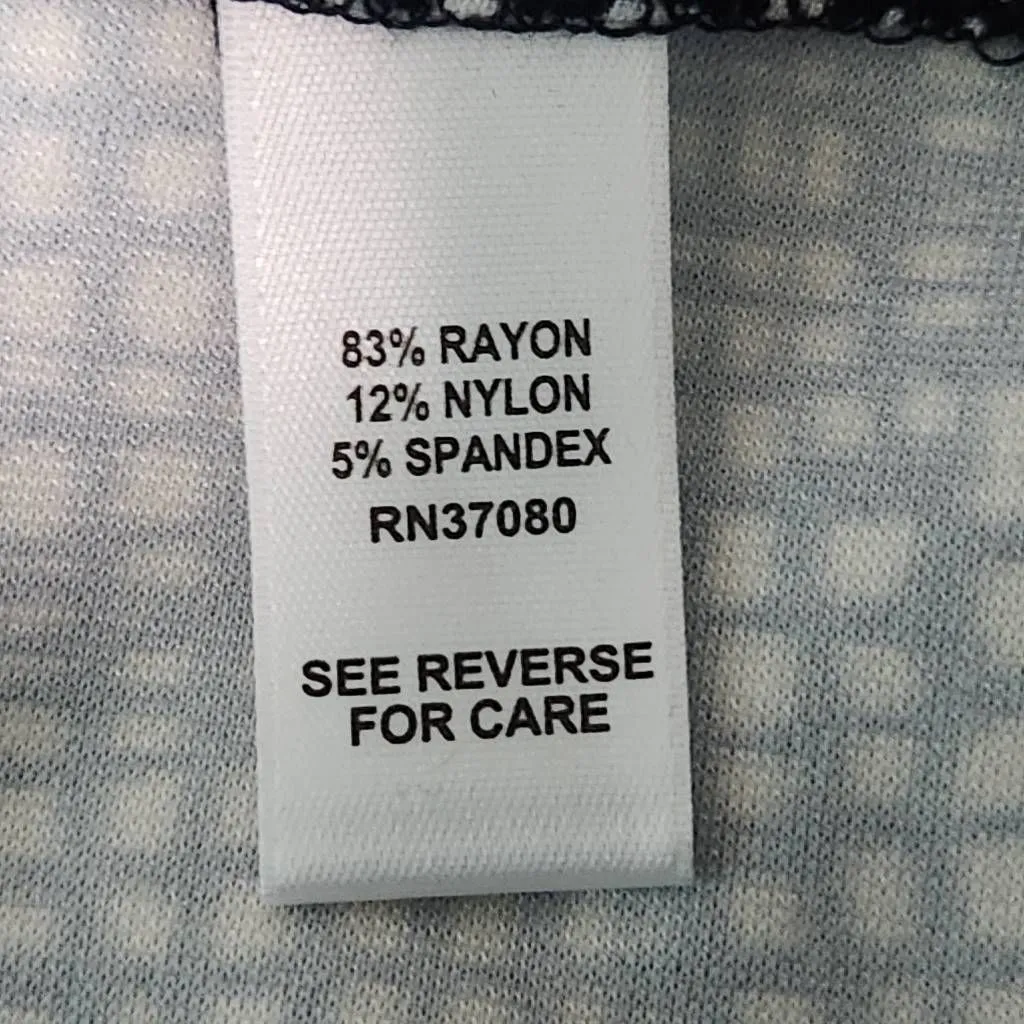 83% RAYON
12% NYLON
5% SPANDEX
RN37080
SEE REVERSE
FOR CARE